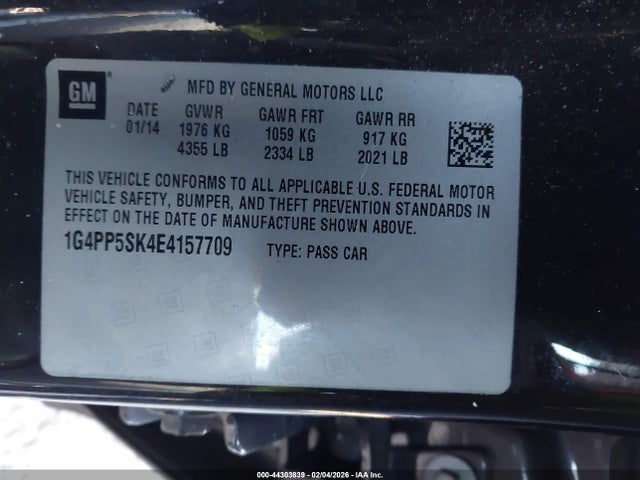 GM ®
MFD BY GENERAL MOTORS LLC
DATE GVWR GAWR FRT GAWR RR
01/14 1976 KG 1059 KG 917 KG
4355 LB 2334 LB 2021 LB
THIS VEHICLE CONFORMS TO ALL APPLICABLE U.S. FEDERAL MOTOR
VEHICLE SAFETY, BUMPER, AND THEFT PREVENTION STANDARDS IN
EFFECT ON THE DATE OF MANUFACTURE SHOWN ABOVE.
1G4PP5SK4E4157709 TYPE: PASS CAR
000-44303839 - 02/04/2026 - IAA Inc.